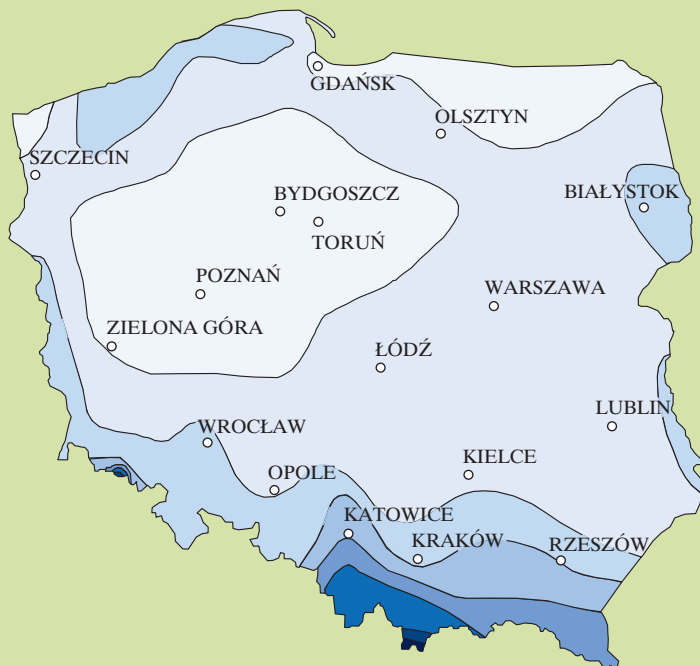 GDAŃSK
OLSZTYN
SZCZECIN
BIAŁYSTOK
BYDGOSZCZ
TORUŃ
POZNAŃ
WARSZAWA
ZIELONA GÓRA
ŁÓDŹ
LUBLIN
WROCŁAW
KIELCE
OPOLE
KATOWICE
KRAKÓW
RZESZÓW